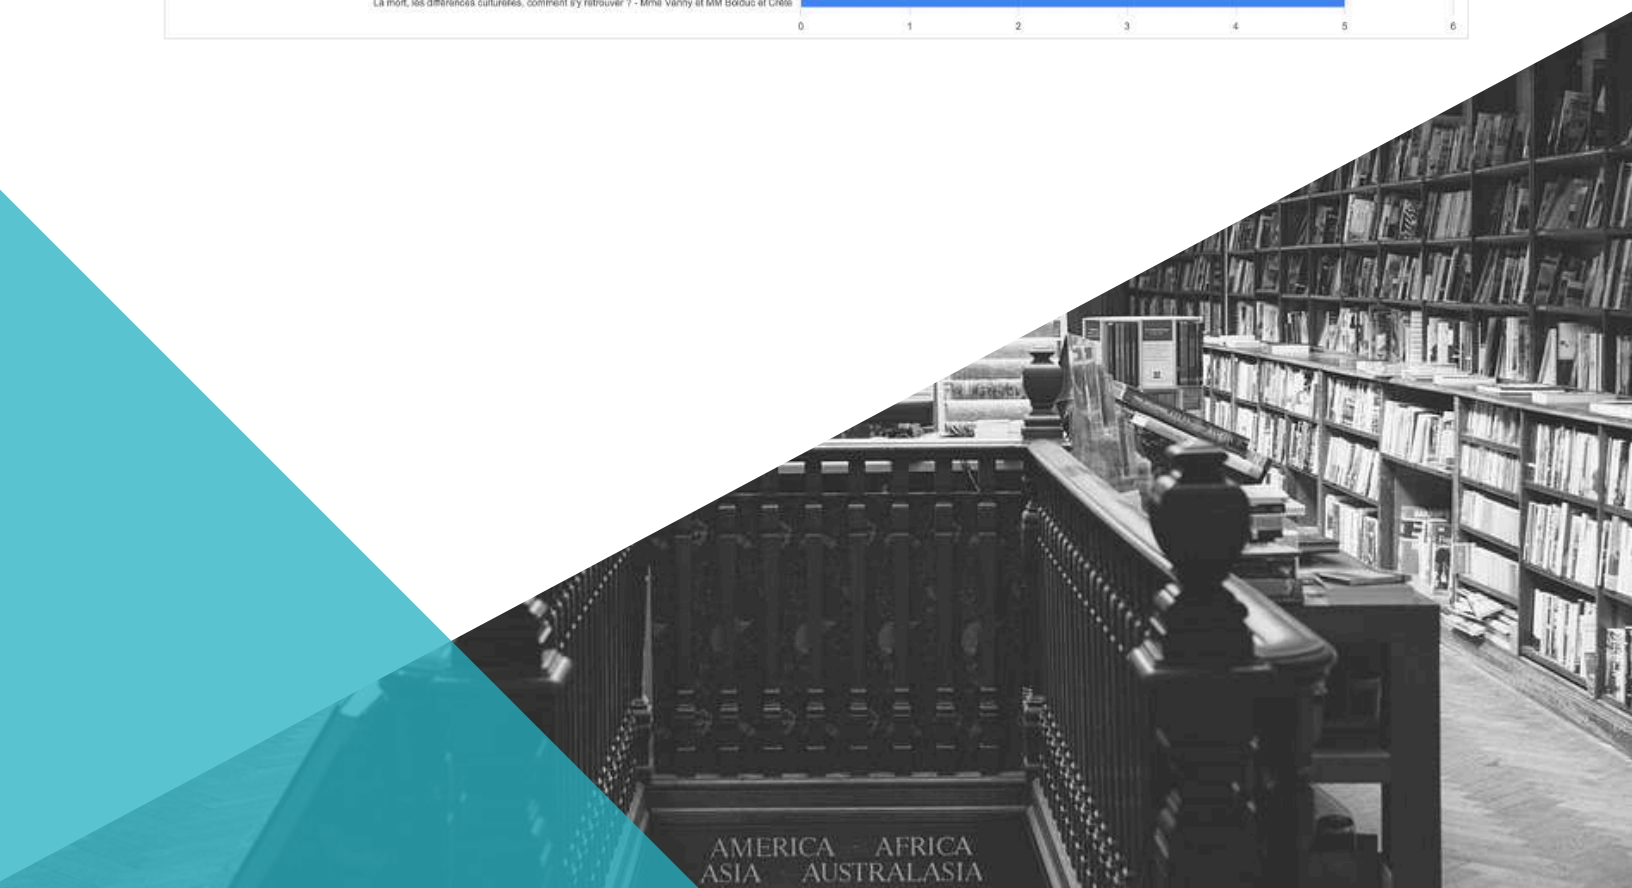 La mort, les différences culturelles, comment s'y retrouver ? - Mme Vanny et MM Bolduc et Crête
0 1 2 3 4 5 6
AMERICA AFRICA
ASIA AUSTRALASIA